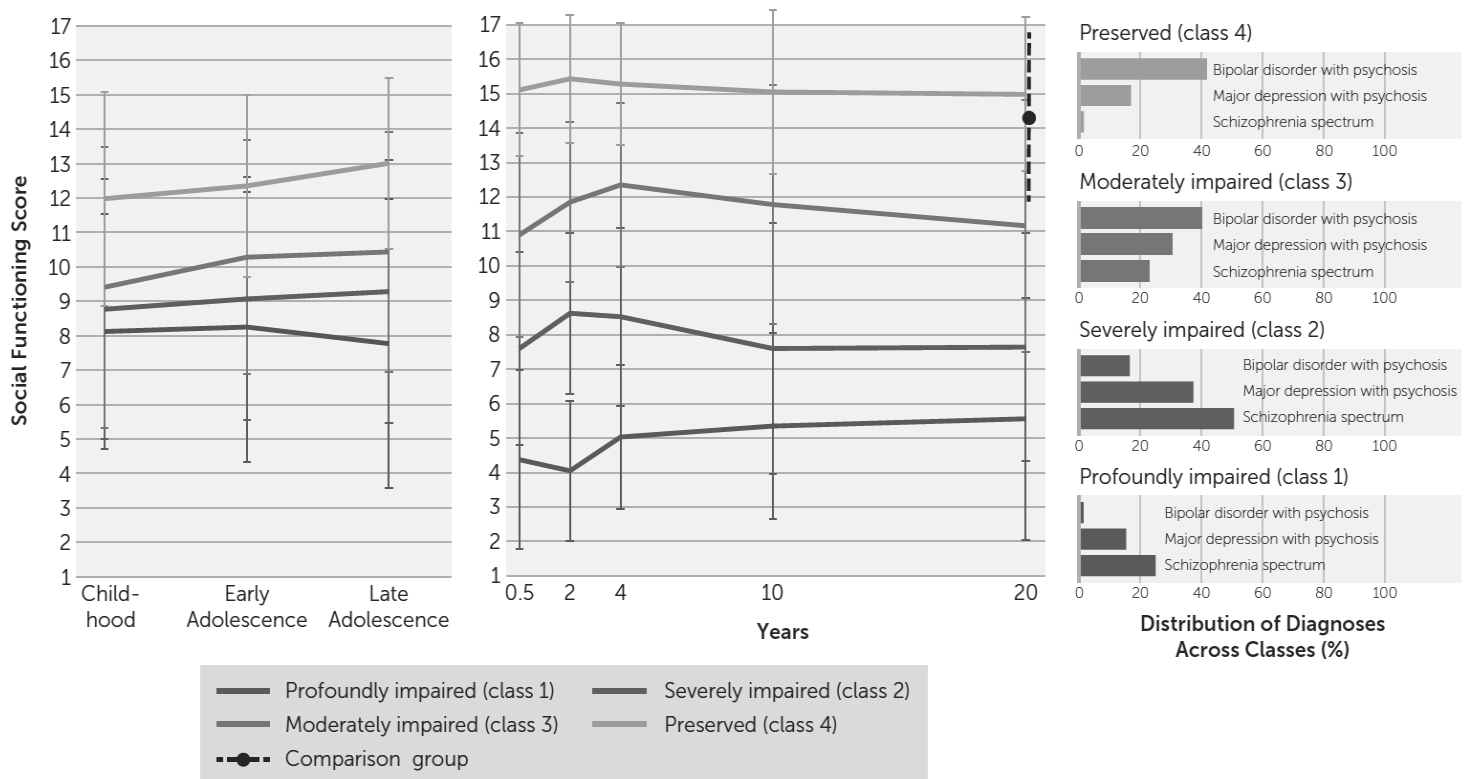 Social Functioning Score
17
16
15
14
13
12
11
10
9
8
7
6
5
4
3
2
1
Child-
hood
Early
Adolescence
Late
Adolescence
17
16
15
14
13
12
11
10
9
8
7
6
5
4
3
2
1
0.5 2 4 10 20
Years
Preserved (class 4)
Bipolar disorder with psychosis
Major depression with psychosis
Schizophrenia spectrum
0 20 40 60 80 100
Moderately impaired (class 3)
Bipolar disorder with psychosis
Major depression with psychosis
Schizophrenia spectrum
0 20 40 60 80 100
Severely impaired (class 2)
Bipolar disorder with psychosis
Major depression with psychosis
Schizophrenia spectrum
0 20 40 60 80 100
Profoundly impaired (class 1)
Bipolar disorder with psychosis
Major depression with psychosis
Schizophrenia spectrum
0 20 40 60 80 100
Distribution of Diagnoses
Across Classes (%)
Profoundly impaired (class 1)
Severely impaired (class 2)
Moderately impaired (class 3)
Preserved (class 4)
Comparison group